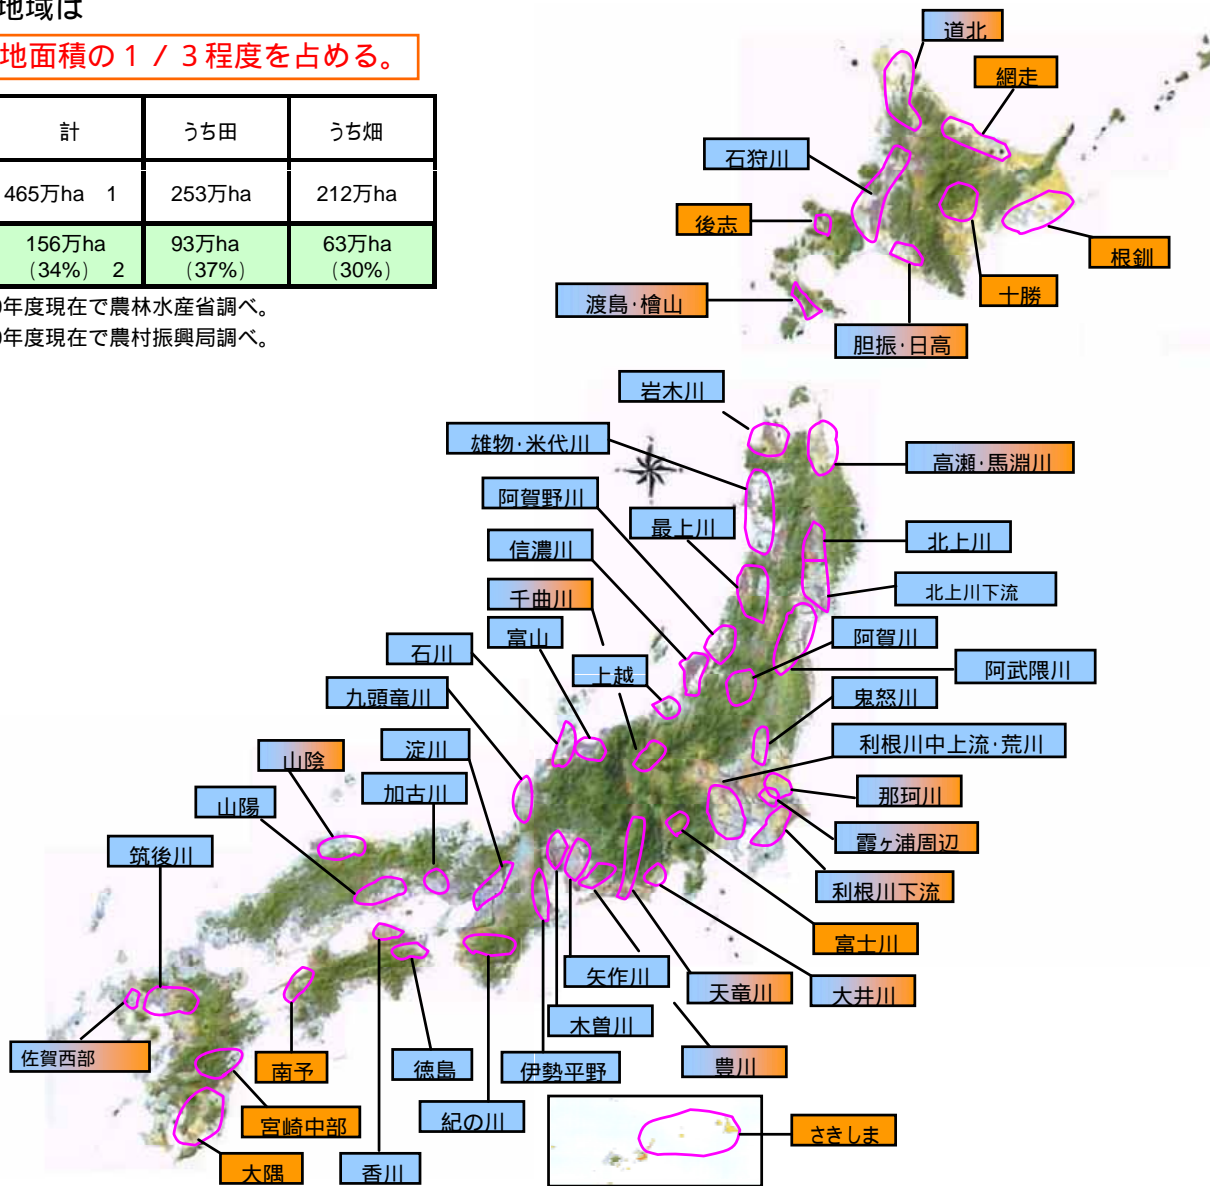 地域は
地面積の1/3程度を占める。
計 うち田 うち畑
465万ha 1 253万ha 212万ha
156万ha 93万ha 63万ha
(34%) 2 (37%) (30%)
年度現在で農林水産省調べ。
年度現在で農村振興局調べ。
道北
網走
石狩川
後志
根釧
十勝
渡島・檜山
胆振・日高
岩木川
雄物・米代川
高瀬・馬淵川
阿賀野川
最上川
北上川
信濃川
北上川下流
千曲川
富山
阿賀川
石川
上越
阿武隈川
九頭竜川
鬼怒川
淀川
利根川中上流・荒川
山陰
加古川
那珂川
山陽
霞ヶ浦周辺
筑後川
利根川下流
富士川
矢作川
天竜川
大井川
木曽川
佐賀西部
南予
徳島
伊勢平野
豊川
宮崎中部
紀の川
さきしま
大隅
香川